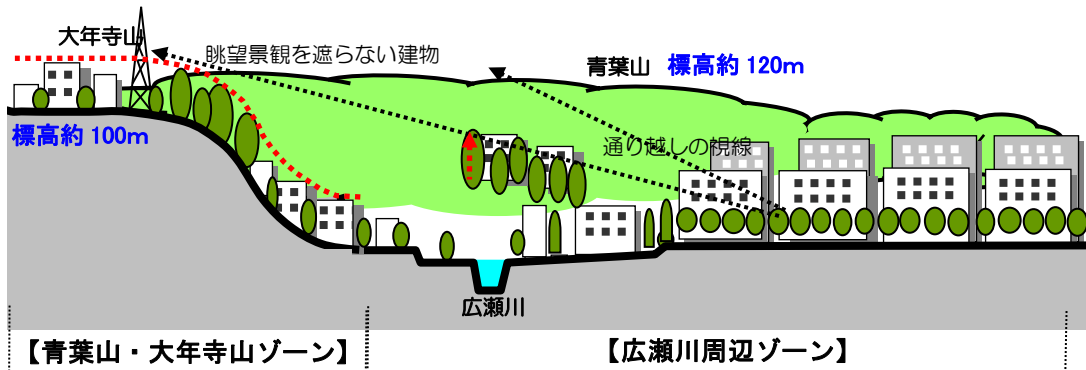 大年寺山
眺望景観を遮らない建物
青葉山 標高約 120m
標高約 100m
通り越しの視線
広瀬川
【青葉山・大年寺山ゾーン】
【広瀬川周辺ゾーン】